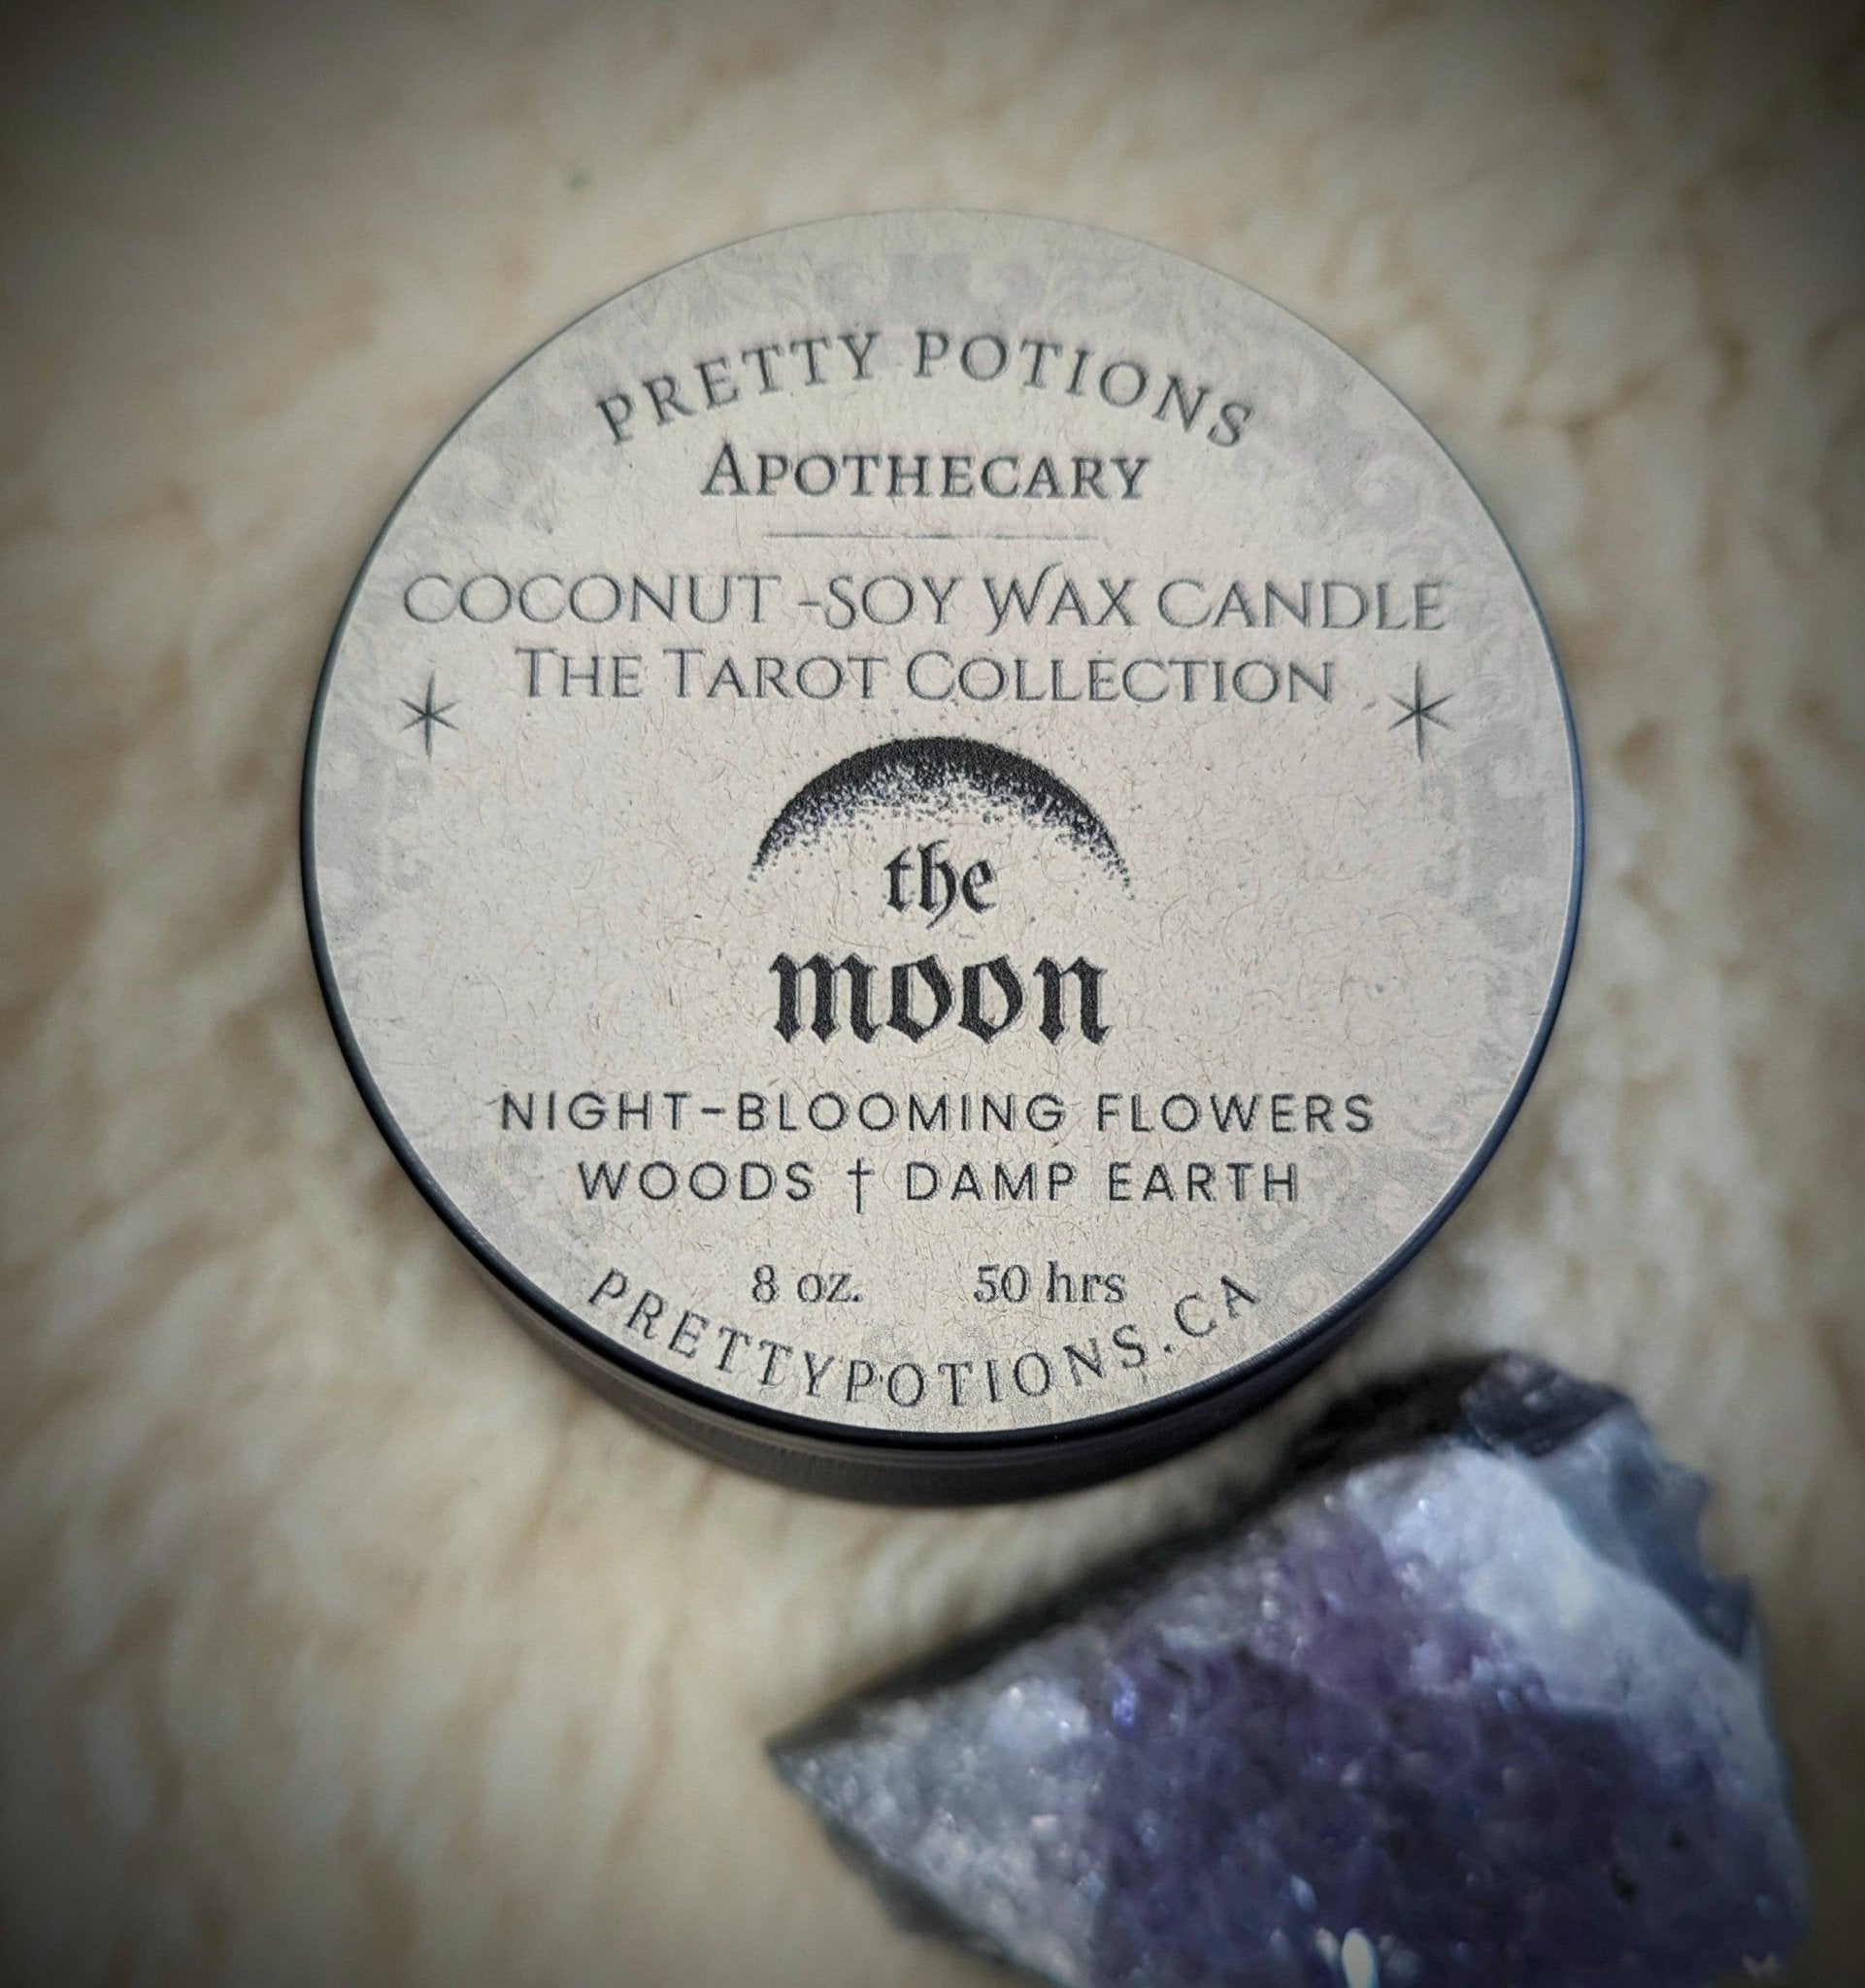 PRETTY POTIONS
APOTHECARY
COCONUT -SOY WAX CANDLE
THE TAROT COLLECTION
the
moon
NIGHT-BLOOMING FLOWERS
WOODS † DAMP EARTH
8 oz. 50 hrs
PRETTYPOTIONS.CA